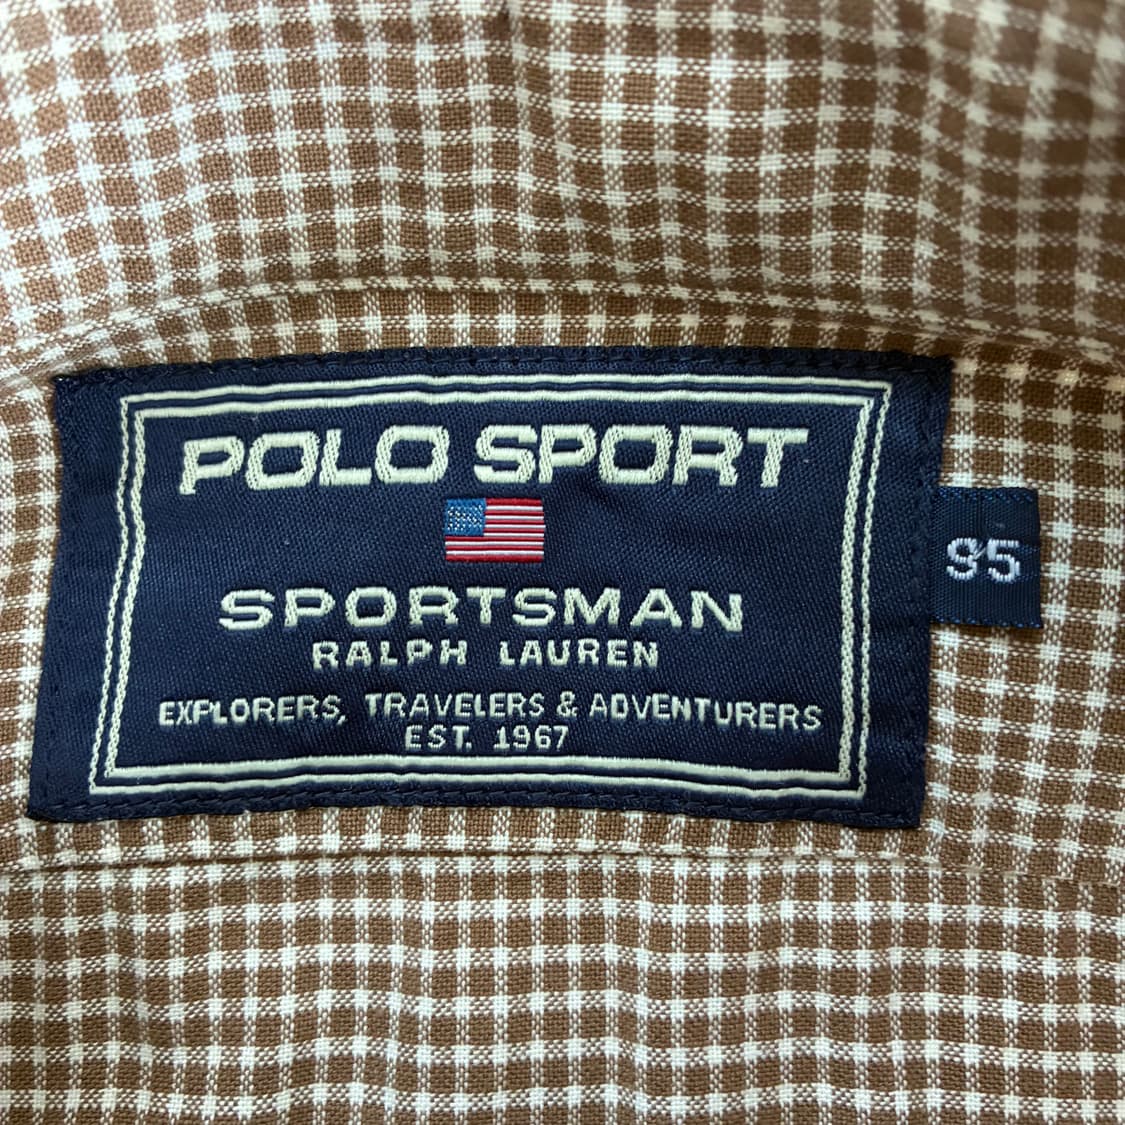 POLO SPORT
SPORTSMAN
RALPH LAUREN
EXPLORERS, TRAVELERS & ADVENTURERS
EST. 1967
95